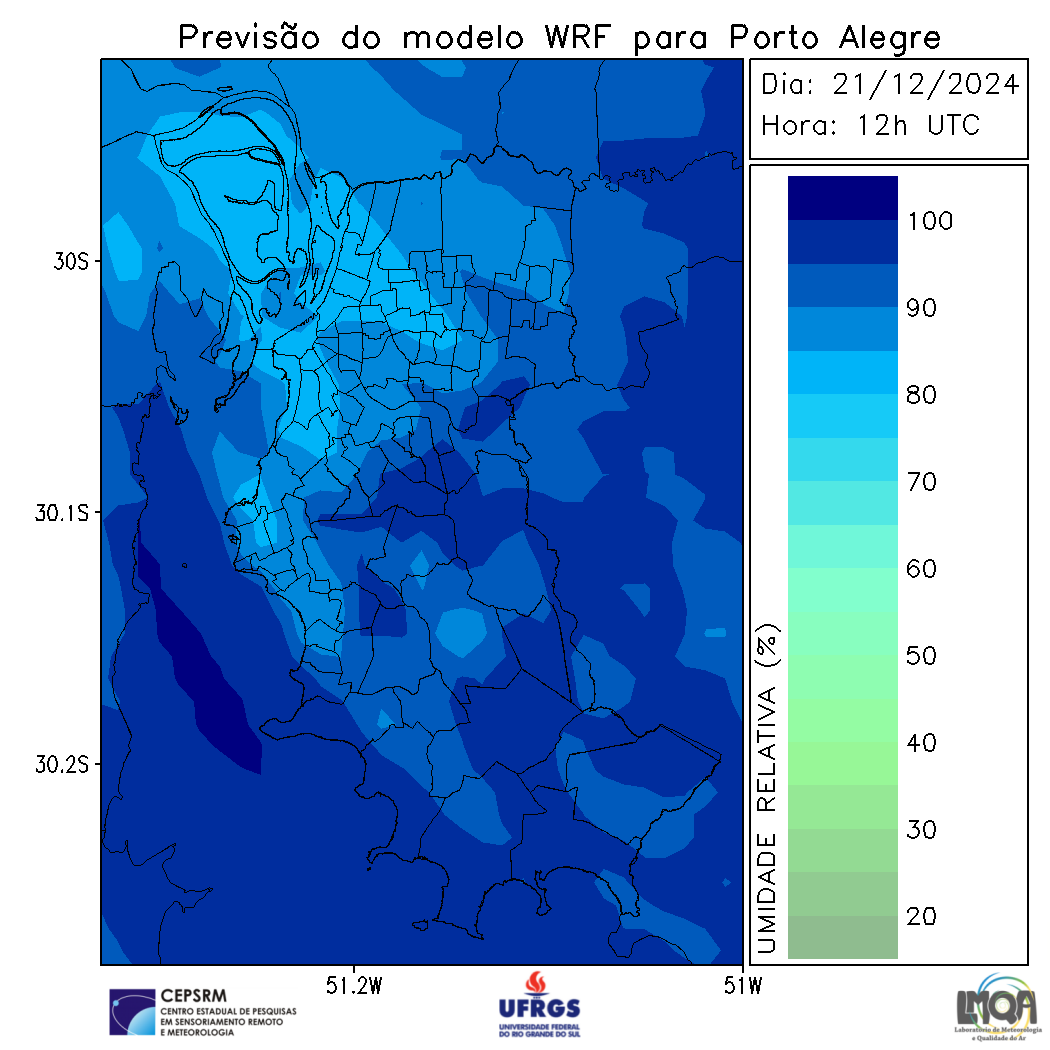 Previsão do modelo WRF para Porto Alegre
Dia: 21/12/2024
Hora: 12h UTC
100
90
80
70
60
50
40
30
20
UMIDADE RELATIVA (%)
30S
30.1S
30.2S
51.2W
51W
CEPSRM
CENTRO ESTADUAL DE PESQUISAS
EM SENSORIAMENTO REMOTO
E METEOROLOGIA
UFRGS
UNIVERSIDADE FEDERAL
DO RIO GRANDE DO SUL
LMQA
Laboratório de Meteorologia
e Qualidade do Ar